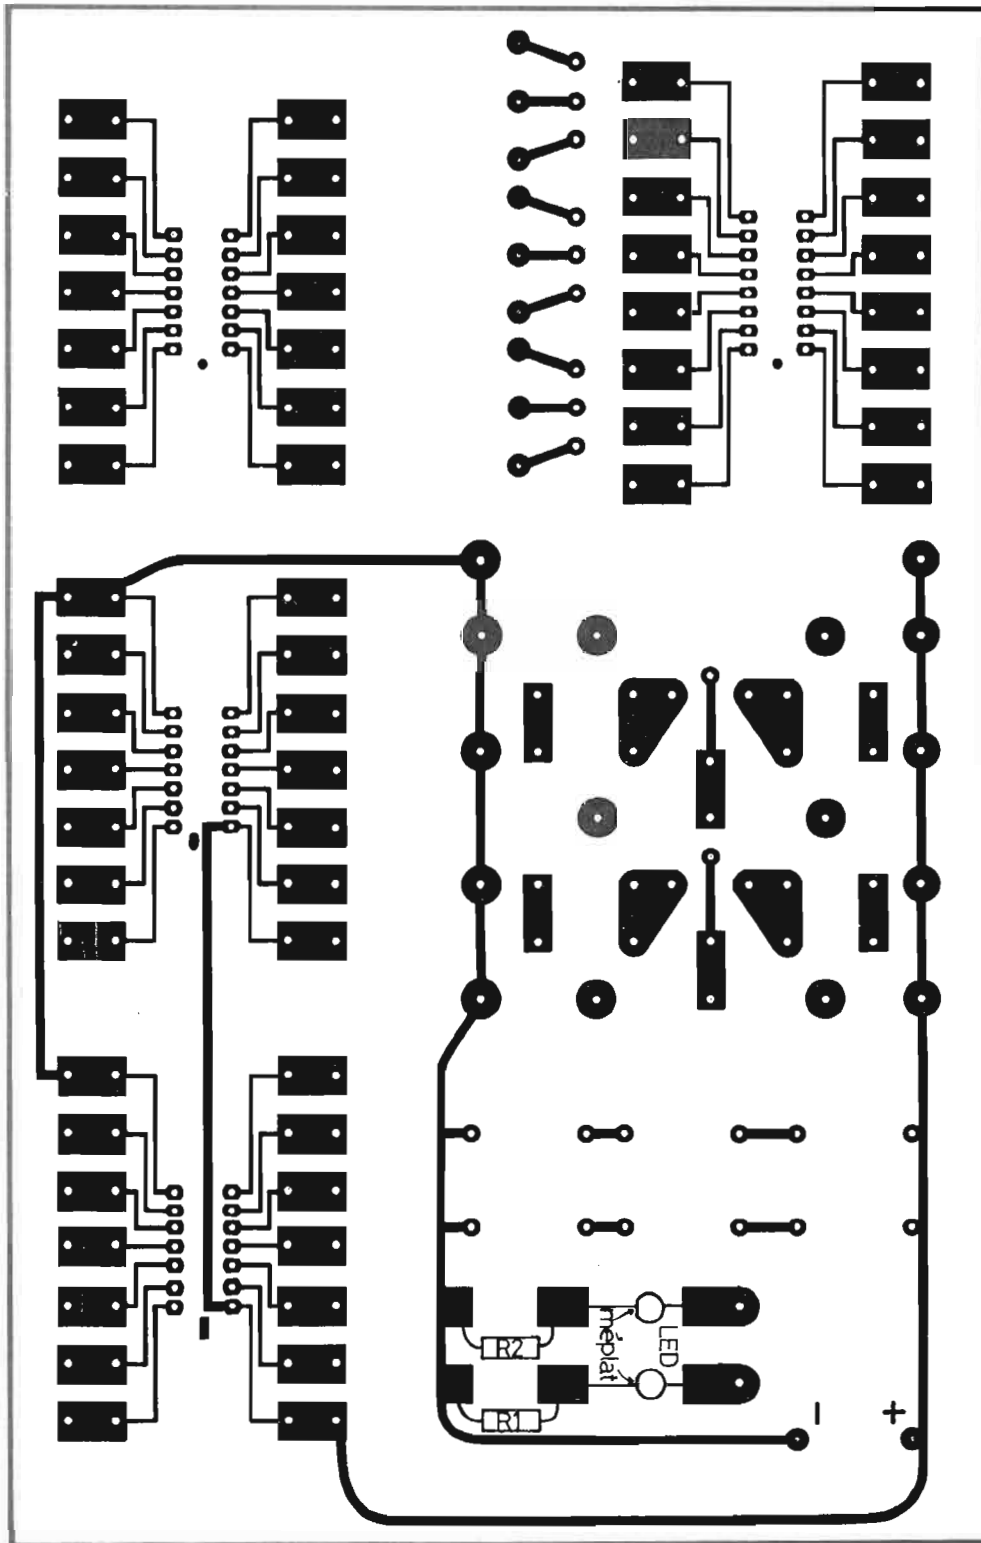 R2
méplat
LED
R1
− +